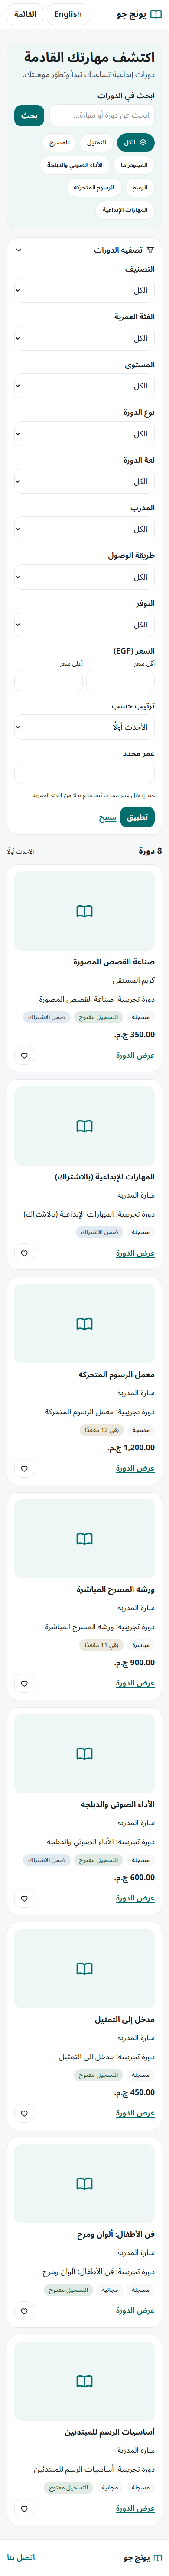 يونج جو
English
القائمة
اكتشف مهارتك القادمة
دورات إبداعية تساعدك تبدأ وتطوّر موهبتك.
ابحث في الدورات
ابحث عن دورة أو مهارة...
بحث
الكل
التمثيل
المسرح
الميلودراما
الأداء الصوتي والدبلجة
الرسم
الرسوم المتحركة
المهارات الإبداعية
تصفية الدورات
التصنيف
الكل
الفئة العمرية
الكل
المستوى
الكل
نوع الدورة
الكل
لغة الدورة
الكل
المدرب
الكل
طريقة الوصول
الكل
التوفر
الكل
السعر (EGP)
أقل سعر
أعلى سعر
ترتيب حسب
الأحدث أولًا
عمر محدد
عند إدخال عمر محدد، يُستخدم بدلًا من الفئة العمرية.
تطبيق
مسح
8 دورة
الأحدث أولًا
صناعة القصص المصورة
كريم المستقل
دورة تجريبية: صناعة القصص المصورة
مسجلة
التسجيل مفتوح
ضمن الاشتراك
350.00 ج.م.
عرض الدورة
المهارات الإبداعية (بالاشتراك)
سارة المدربة
دورة تجريبية: المهارات الإبداعية (بالاشتراك)
مسجلة
ضمن الاشتراك
عرض الدورة
معمل الرسوم المتحركة
سارة المدربة
دورة تجريبية: معمل الرسوم المتحركة
مدمجة
بقي 12 مقعدًا
1,200.00 ج.م.
عرض الدورة
ورشة المسرح المباشرة
سارة المدربة
دورة تجريبية: ورشة المسرح المباشرة
مباشرة
بقي 11 مقعدًا
900.00 ج.م.
عرض الدورة
الأداء الصوتي والدبلجة
سارة المدربة
دورة تجريبية: الأداء الصوتي والدبلجة
مسجلة
التسجيل مفتوح
ضمن الاشتراك
600.00 ج.م.
عرض الدورة
مدخل إلى التمثيل
سارة المدربة
دورة تجريبية: مدخل إلى التمثيل
مسجلة
التسجيل مفتوح
450.00 ج.م.
عرض الدورة
فن الأطفال: ألوان ومرح
سارة المدربة
دورة تجريبية: فن الأطفال: ألوان ومرح
مسجلة
مجانية
التسجيل مفتوح
عرض الدورة
أساسيات الرسم للمبتدئين
سارة المدربة
دورة تجريبية: أساسيات الرسم للمبتدئين
مسجلة
مجانية
التسجيل مفتوح
عرض الدورة
يونج جو
اتصل بنا